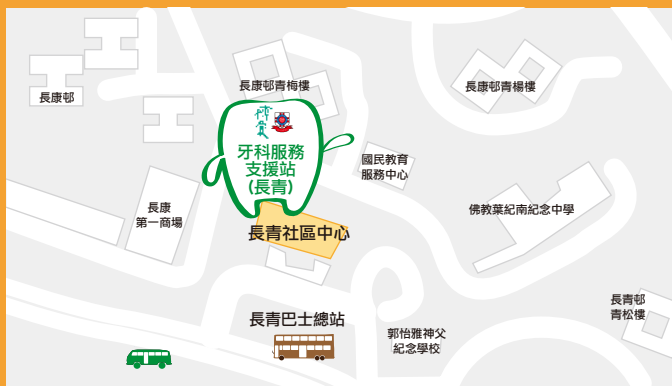 長康邨
長康邨青梅樓
長康邨青楊樓
牙科服務
支援站
(長青)
國民教育
服務中心
長康
第一商場
佛教葉紀南紀念中學
長青社區中心
長青邨
青松樓
長青巴士總站
郭怡雅神父
紀念學校